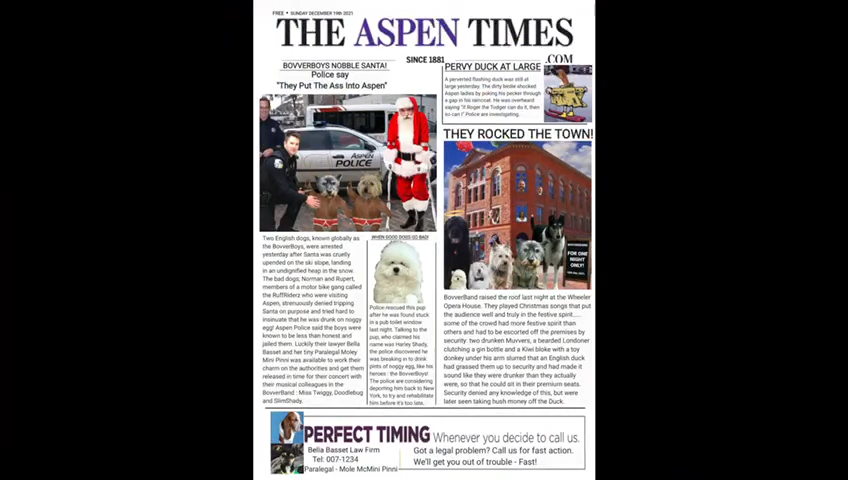 FREE • SUNDAY DECEMBER 19th 2021
THE ASPEN TIMES
SINCE 1881
.COM
BOVVERBOYS NOBBLE SANTA!
Police say
"They Put The Ass Into Aspen"
ASPEN
POLICE
Two English dogs, known globally as
the BovverBoys, were arrested
yesterday after Santa was cruelly
upended on the ski slope, landing
in an undignified heap in the snow.
The bad dogs; Norman and Rupert,
members of a motor bike gang called
the RuffRiderz who were visiting
Aspen, strenuously denied tripping
Santa on purpose and tried hard to
insinuate that he was drunk on noggy
egg! Aspen Police said the boys were
known to be less than honest and
jailed them. Luckily their lawyer Bella
Basset and her tiny Paralegal Moley
Mini Pinni was available to work their
charm on the authorities and get them
released in time for their concert with
their musical colleagues in the
BovverBand : Miss Twiggy, Doodlebug
and SlimShady.
WHEN GOOD DOGS GO BAD!
Police rescued this pup
after he was found stuck
in a pub toilet window
last night. Talking to the
pup, who claimed his
name was Harley Shady,
the police discovered he
was breaking in to drink
pints of noggy egg, like his
heroes : the BovverBoys!
The police are considering
deporting him back to New
York, to try and rehabilitate
him before it's too late.
PERVY DUCK AT LARGE
A perverted flashing duck was still at
large yesterday. The dirty birdie shocked
Aspen ladies by poking his pecker through
a gap in his raincoat. He was overheard
saying "If Roger the Todger can do it, then
so can I" Police are investigating.
THEY ROCKED THE TOWN!
FOR ONE
NIGHT
ONLY!
BovverBand raised the roof last night at the Wheeler
Opera House. They played Christmas songs that put
the audience well and truly in the festive spirit.....
some of the crowd had more festive spirit than
others and had to be escorted off the premises by
security: two drunken Muvvers, a bearded Londoner
clutching a gin bottle and a Kiwi bloke with a toy
donkey under his arm slurred that an English duck
had grassed them up to security and had made it
sound like they were drunker than they actually
were, so that he could sit in their premium seats.
Security denied any knowledge of this, but were
later seen taking hush money off the Duck.
PERFECT TIMING Whenever you decide to call us.
Bella Basset Law Firm
Tel: 007-1234
Paralegal - Mole McMini Pinni
Got a legal problem? Call us for fast action.
We'll get you out of trouble - Fast!